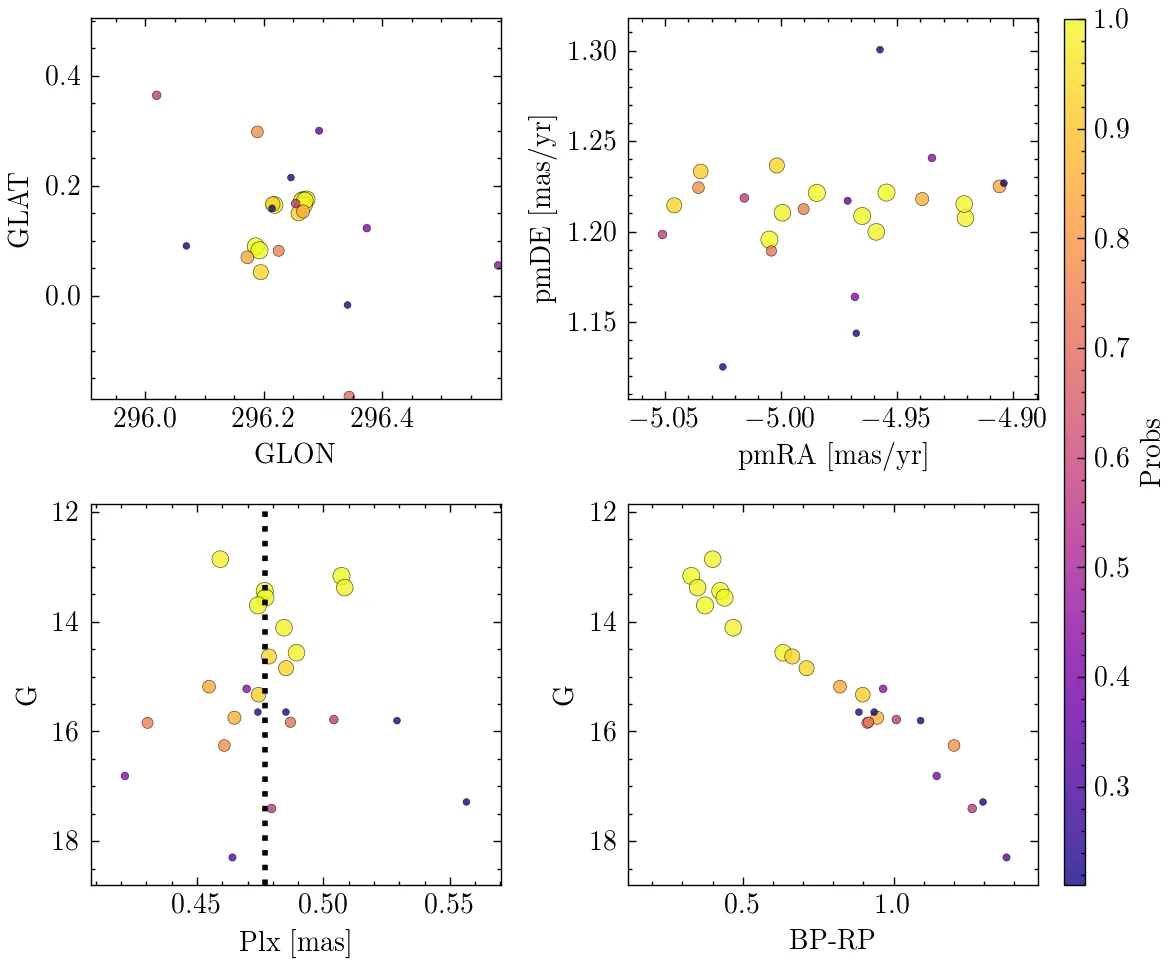 0.4
0.2
0.0
GLAT
296.0 296.2 296.4
GLON
1.30
1.25
1.20
1.15
pmDE [mas/yr]
−5.05 −5.00 −4.95 −4.90
pmRA [mas/yr]
12
14
16
18
G
0.45 0.50 0.55
Plx [mas]
12
14
16
18
G
0.5 1.0
BP-RP
1.0
0.9
0.8
0.7
0.6
0.5
0.4
0.3
Probs